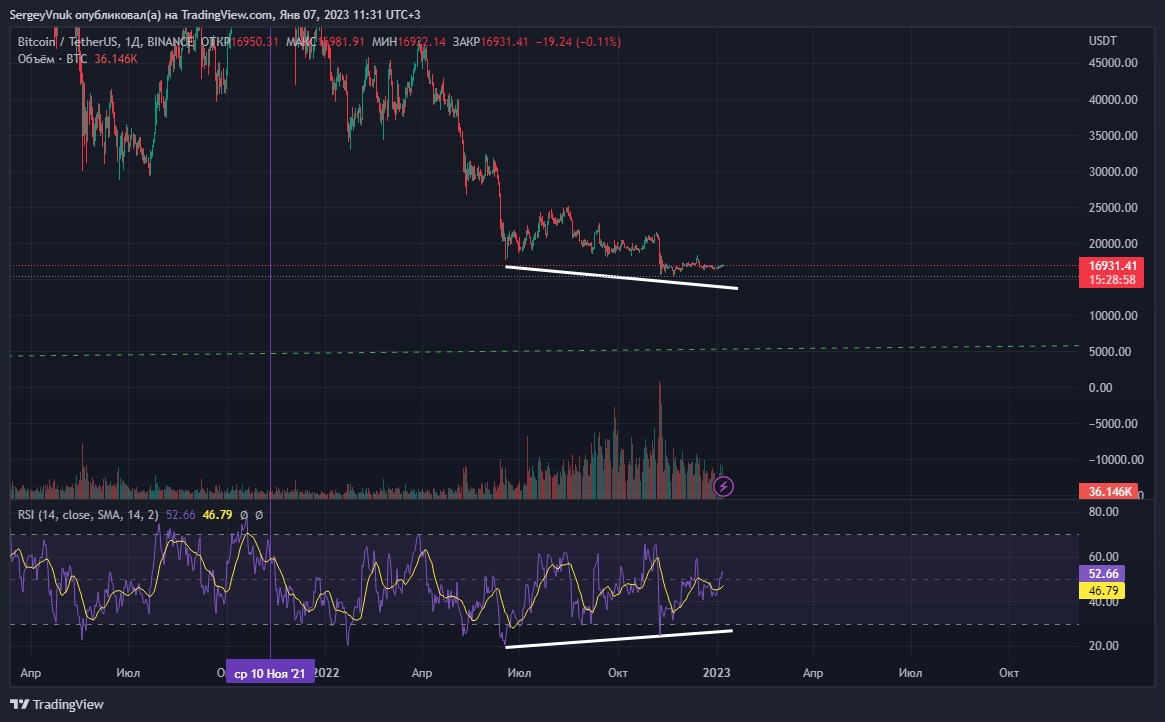 SergeyVnuk опубликовал(а) на TradingView.com, Янв 07, 2023 11:31 UTC+3
Bitcoin / TetherUS, 1Д, BINANCE ОТКР16950.31 МАКС16981.91 МИН16922.14 ЗАКР16931.41 −19.24 (−0.11%)
Объём · BTC 36.146K
USDT
45000.00
40000.00
35000.00
30000.00
25000.00
20000.00
16931.41
15:28:58
10000.00
5000.00
0.00
−5000.00
−10000.00
36.146K
RSI (14, close, SMA, 14, 2) 52.66 46.79 Ø Ø
80.00
60.00
52.66
46.79
40.00
20.00
Апр Июл ср 10 Ноя '21 2022 Апр Июл Окт 2023 Апр Июл Окт
TradingView